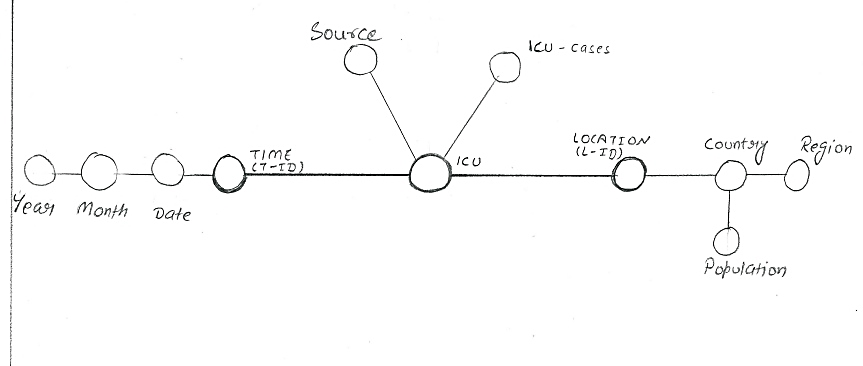 Source
ICU - cases
TIME
(T-ID)
ICU
LOCATION
(L-ID)
Country
Region
Year
Month
Date
Population